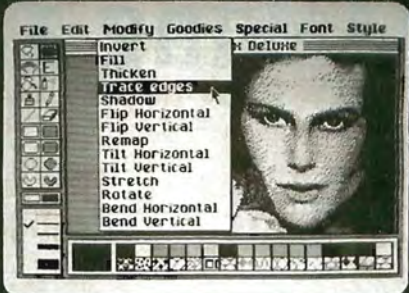 File Edit Modify Goodies Special Font Style
x Deluxe
Invert
Fill
Thicken
Trace edges
Shadow
Flip Horizontal
Flip Vertical
Remap
Tilt Horizontal
Tilt Vertical
Stretch
Rotate
Bend Horizontal
Bend Vertical